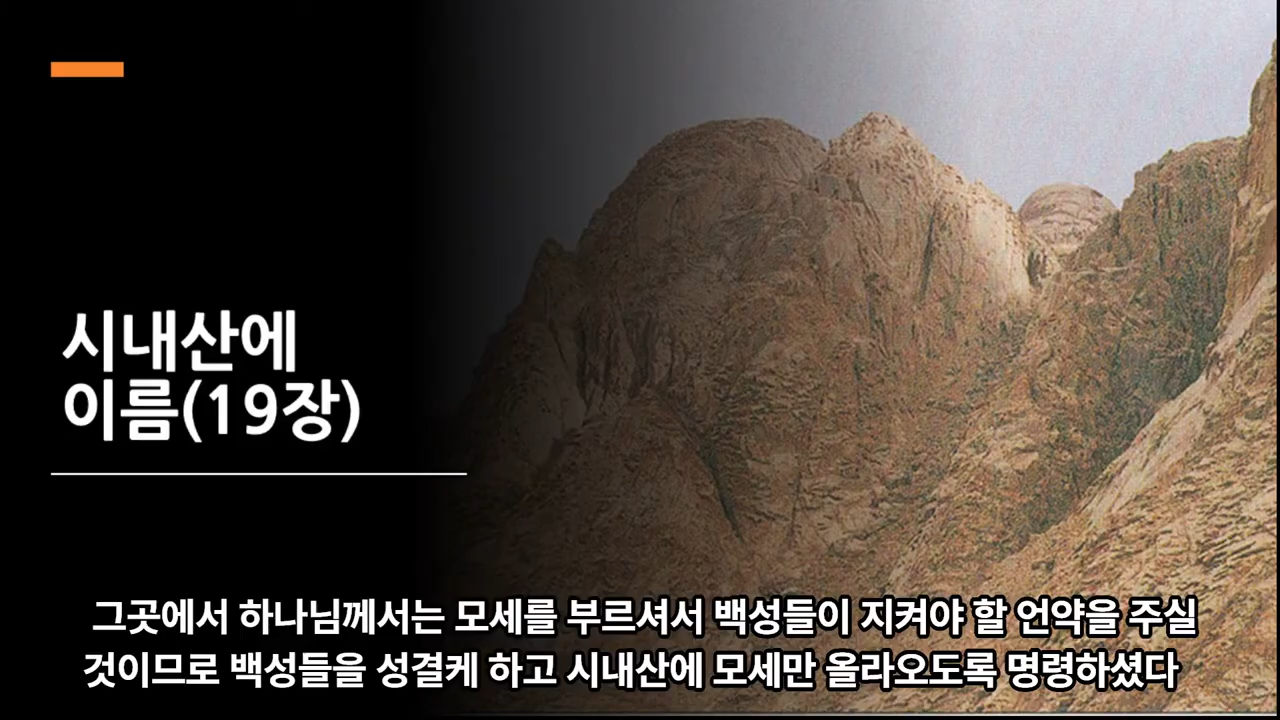 시내산에
이름(19장)
그곳에서 하나님께서는 모세를 부르셔서 백성들이 지켜야 할 언약을 주실
것이므로 백성들을 성결케 하고 시내산에 모세만 올라오도록 명령하셨다